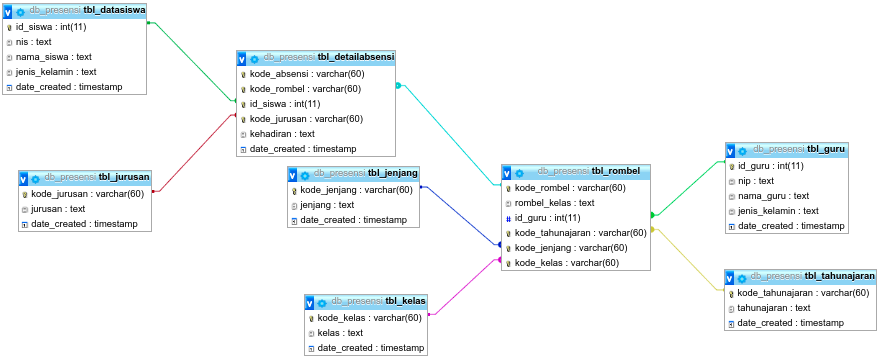 db_presensi tbl_datasiswa
id_siswa : int(11)
nis : text
nama_siswa : text
jenis_kelamin : text
date_created : timestamp
db_presensi tbl_detailabsensi
kode_absensi : varchar(60)
kode_rombel : varchar(60)
id_siswa : int(11)
kode_jurusan : varchar(60)
kehadiran : text
date_created : timestamp
db_presensi tbl_jurusan
kode_jurusan : varchar(60)
jurusan : text
date_created : timestamp
db_presensi tbl_jenjang
kode_jenjang : varchar(60)
jenjang : text
date_created : timestamp
db_presensi tbl_rombel
kode_rombel : varchar(60)
rombel_kelas : text
id_guru : int(11)
kode_tahunajaran : varchar(60)
kode_jenjang : varchar(60)
kode_kelas : varchar(60)
db_presensi tbl_guru
id_guru : int(11)
nip : text
nama_guru : text
jenis_kelamin : text
date_created : timestamp
db_presensi tbl_kelas
kode_kelas : varchar(60)
kelas : text
date_created : timestamp
db_presensi tbl_tahunajaran
kode_tahunajaran : varchar(60)
tahunajaran : text
date_created : timestamp